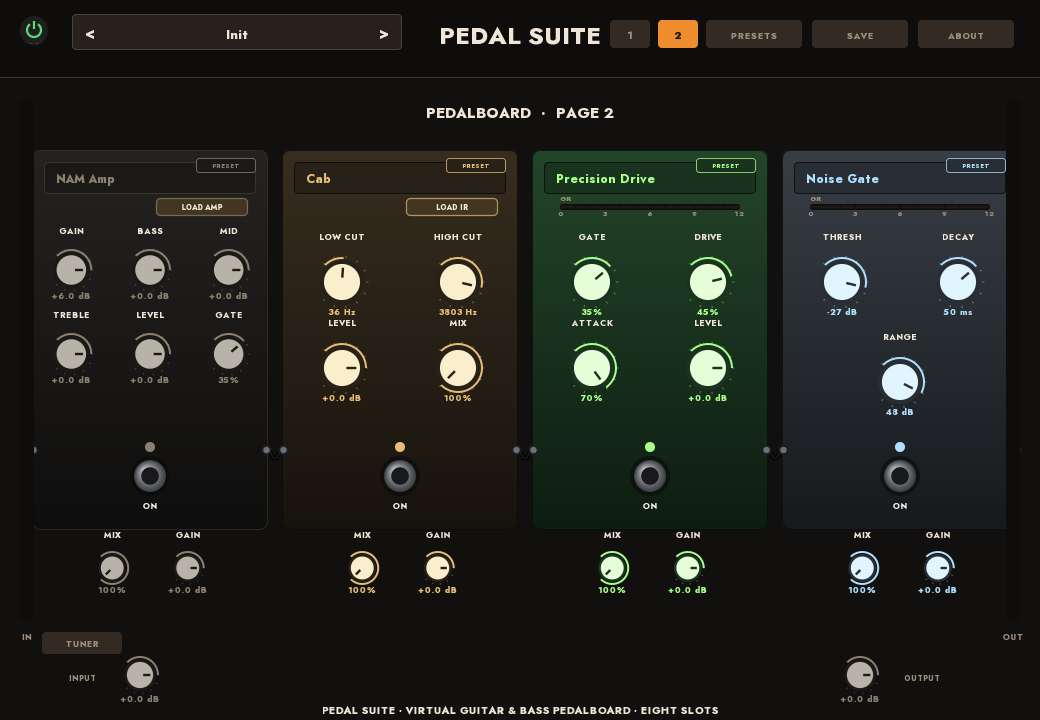 < Init > PEDAL SUITE 1 2 PRESETS SAVE ABOUT
PEDALBOARD · PAGE 2
PRESET PRESET PRESET PRESET
NAM Amp Cab Precision Drive Noise Gate
LOAD AMP LOAD IR GR GR
0 3 6 9 12 0 3 6 9 12
GAIN BASS MID LOW CUT HIGH CUT GATE DRIVE THRESH DECAY
+6.0 dB +0.0 dB +0.0 dB 36 Hz 3803 Hz 35% 45% -27 dB 50 ms
TREBLE LEVEL GATE LEVEL MIX ATTACK LEVEL RANGE
+0.0 dB +0.0 dB 35% +0.0 dB 100% 70% +0.0 dB 48 dB
ON ON ON ON
MIX GAIN MIX GAIN MIX GAIN MIX GAIN
100% +0.0 dB 100% +0.0 dB 100% +0.0 dB 100% +0.0 dB
IN TUNER OUT
INPUT OUTPUT
+0.0 dB +0.0 dB
PEDAL SUITE · VIRTUAL GUITAR & BASS PEDALBOARD · EIGHT SLOTS